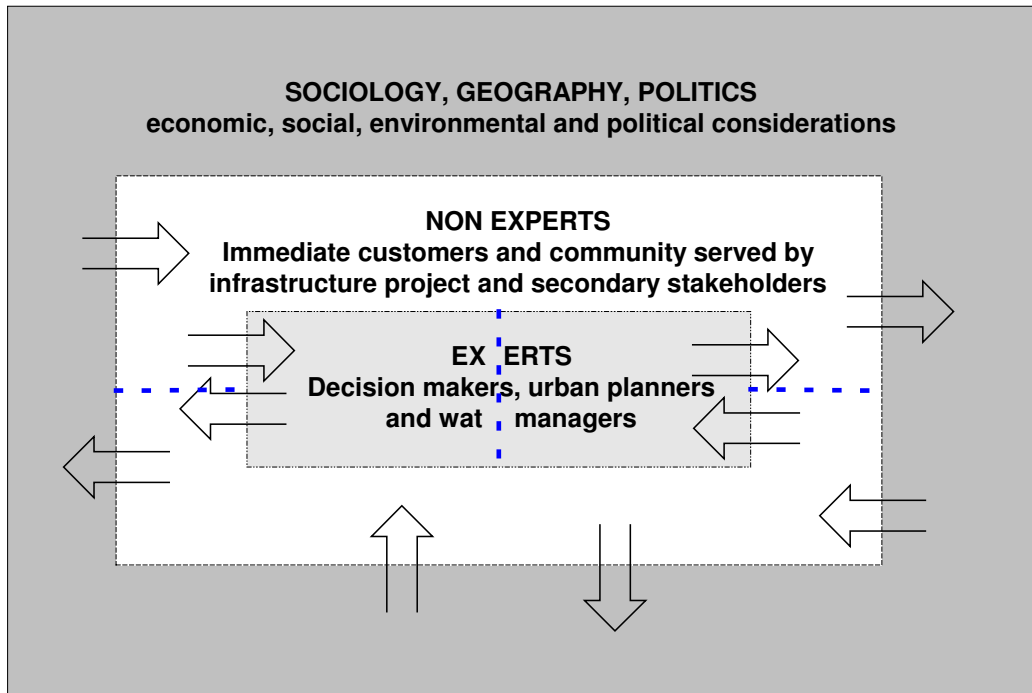 SOCIOLOGY, GEOGRAPHY, POLITICS
economic, social, environmental and political considerations
NON EXPERTS
Immediate customers and community served by
infrastructure project and secondary stakeholders
EX ERTS
Decision makers, urban planners
and wat managers